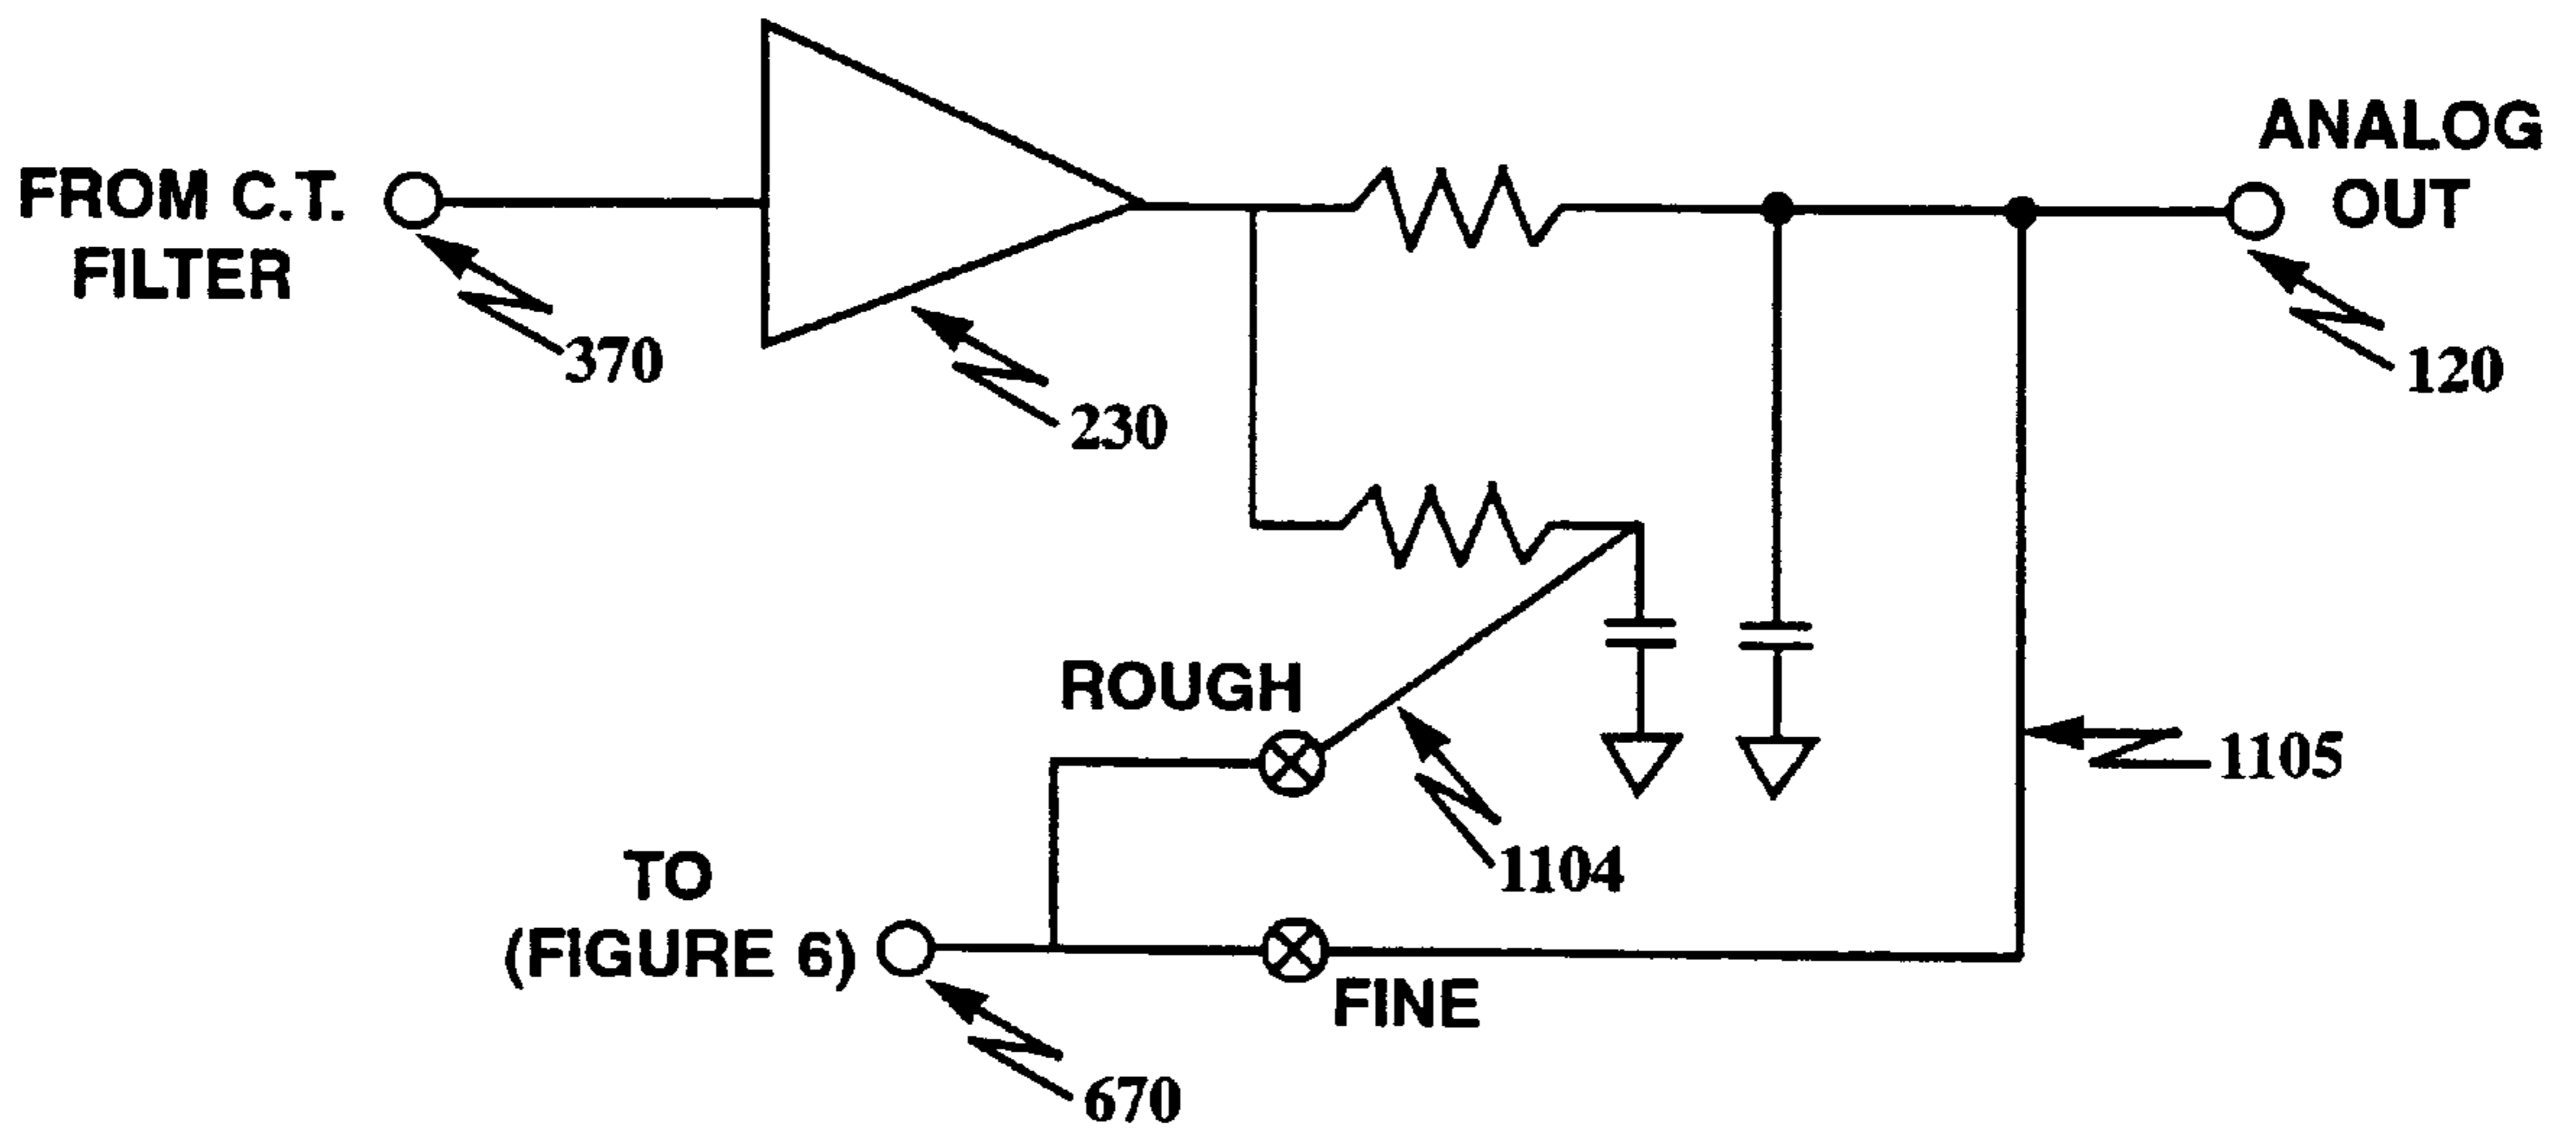 FROM C.T.
FILTER
370
230
ANALOG
OUT
120
ROUGH
1104
1105
TO
(FIGURE 6)
FINE
670